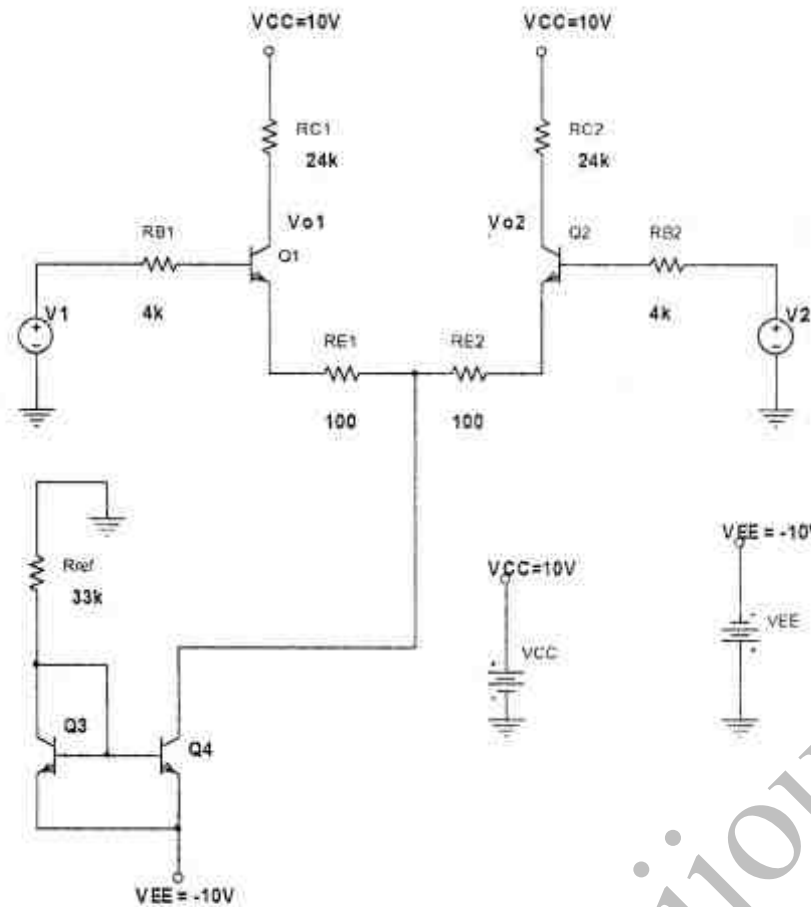 VCC=10V
VCC=10V
RC1
24k
RC2
24k
Vo1
Vo2
RB1
Q1
Q2
RB2
V1
4k
4k
V2
RE1
RE2
100
100
Rref
33k
VCC=10V
VEE = -10V
VCC
VEE
Q3
Q4
VEE = -10V